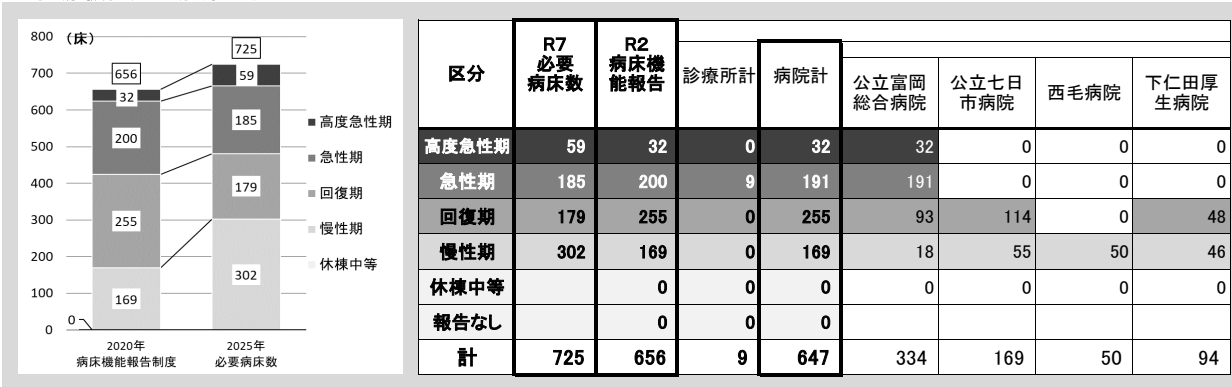 800 （床）
700
600
500
400
300
200
100
0
656
32
200
255
169
0
725
59
185
179
302
2020年
病床機能報告制度
2025年
必要病床数
高度急性期
急性期
回復期
慢性期
休棟中等
区分 R7必要病床数 R2病床機能報告 診療所計 病院計 公立富岡総合病院 公立七日市病院 西毛病院 下仁田厚生病院
高度急性期 59 32 0 32 32 0 0 0
急性期 185 200 9 191 191 0 0 0
回復期 179 255 0 255 93 114 0 48
慢性期 302 169 0 169 18 55 50 46
休棟中等 0 0 0 0 0 0 0
報告なし 0 0 0
計 725 656 9 647 334 169 50 94